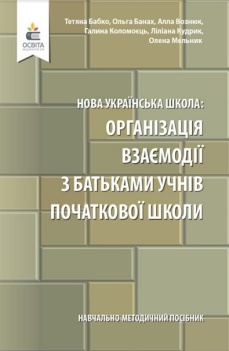 Тетяна Бабко, Ольга Банах, Алла Вознюк,
Галина Коломоєць, Ліліана Кудрик,
Олена Мельник
ОСВІТА
НОВА УКРАЇНСЬКА ШКОЛА:
ОРГАНІЗАЦІЯ
ВЗАЄМОДІЇ
З БАТЬКАМИ УЧНІВ
ПОЧАТКОВОЇ ШКОЛИ
НАВЧАЛЬНО-МЕТОДИЧНИЙ ПОСІБНИК